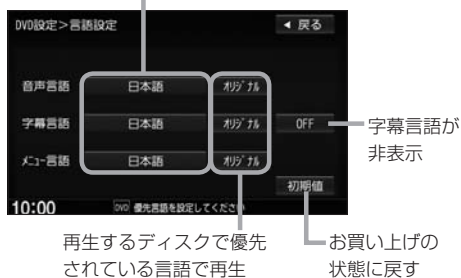 DVD設定＞言語設定
◀ 戻る
音声言語 日本語 ｵﾘｼﾞﾅﾙ
字幕言語 日本語 ｵﾘｼﾞﾅﾙ OFF
ﾒﾆｭｰ言語 日本語 ｵﾘｼﾞﾅﾙ
初期値
10:00 DVD 優先言語を設定してくださ
字幕言語が
非表示
再生するディスクで優先
されている言語で再生
お買い上げの
状態に戻す